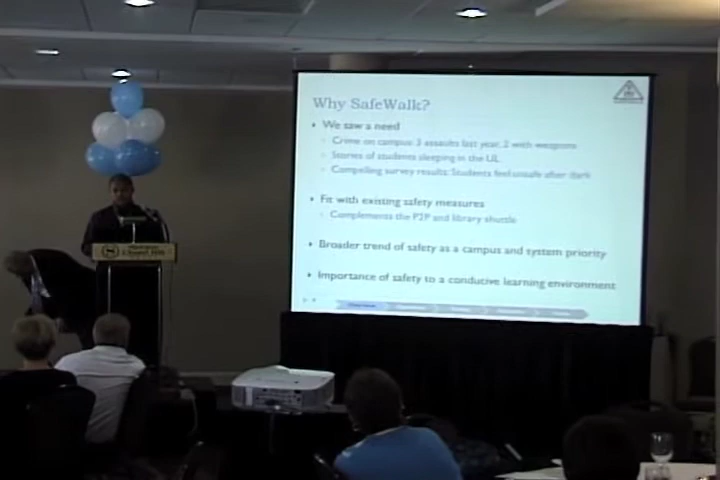 Why SafeWalk?
We saw a need
Crime on campus: 3 assaults last year, 2 with weapons
Stories of students sleeping in the UL
Compelling survey results: Students feel unsafe after dark
Fit with existing safety measures
Complements the P2P and library shuttle
Broader trend of safety as a campus and system priority
Importance of safety to a conducive learning environment
Sheraton
Chapel Hill